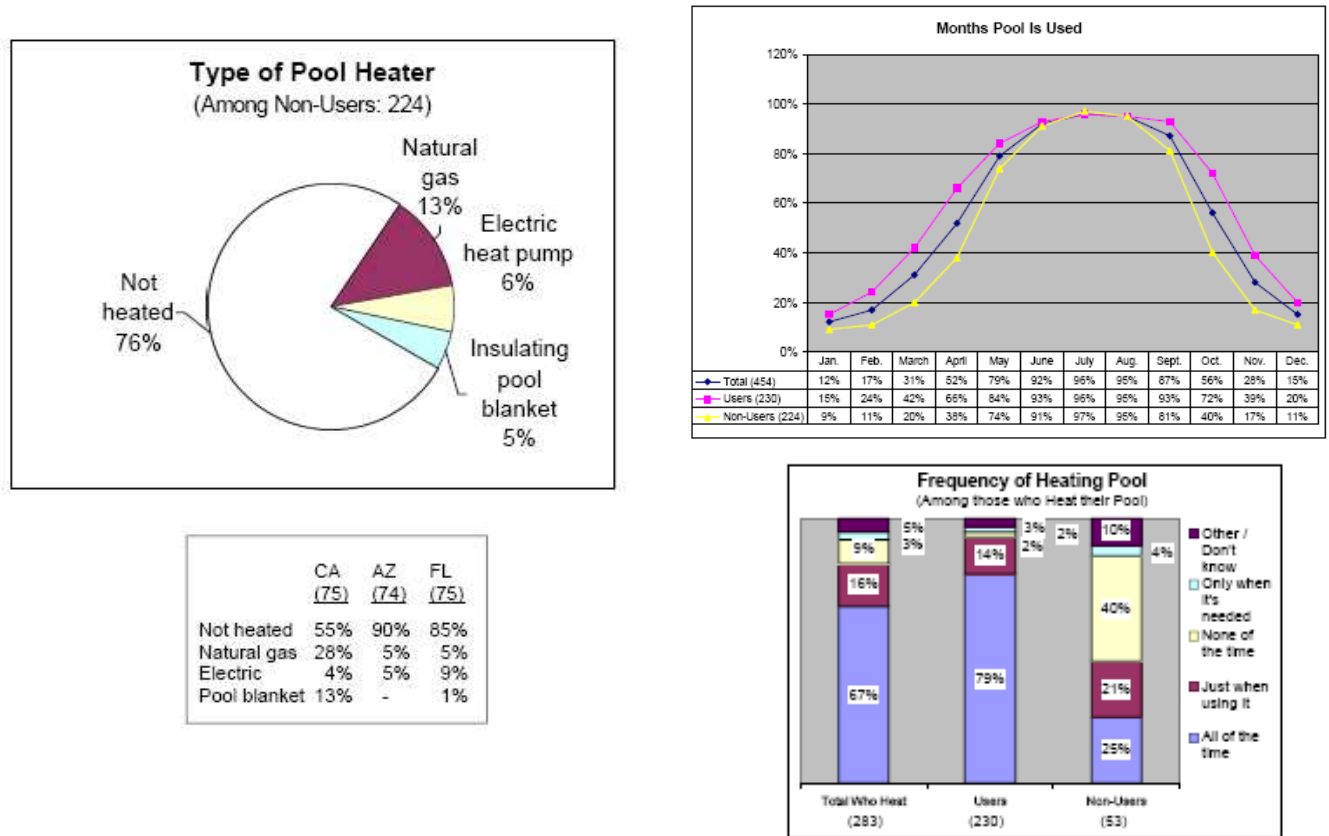 Type of Pool Heater
(Among Non-Users: 224)
Natural
gas
13%
Electric
heat pump
6%
Not
heated
76%
Insulating
pool
blanket
5%
CA AZ FL
(75) (74) (75)
Not heated 55% 90% 85%
Natural gas 28% 5% 5%
Electric 4% 5% 9%
Pool blanket 13% - 1%
Months Pool Is Used
120%
100%
80%
60%
40%
20%
0%
Jan. Feb. March April May June July Aug. Sept. Oct. Nov. Dec.
Total (454) 12% 17% 31% 52% 79% 92% 96% 95% 87% 56% 28% 15%
Users (230) 15% 24% 42% 66% 84% 93% 96% 95% 93% 72% 39% 20%
Non-Users (224) 9% 11% 20% 38% 74% 91% 97% 95% 81% 40% 17% 11%
Frequency of Heating Pool
(Among those who Heat their Pool)
5% 3% 2% 10%
9% 3% 14% 2% 4%
16% 40%
67% 79% 21%
25%
Other /
Don't
know
Only when
it's
needed
None of
the time
Just when
using it
All of the
time
Total Who Heat Users Non-Users
(283) (230) (53)